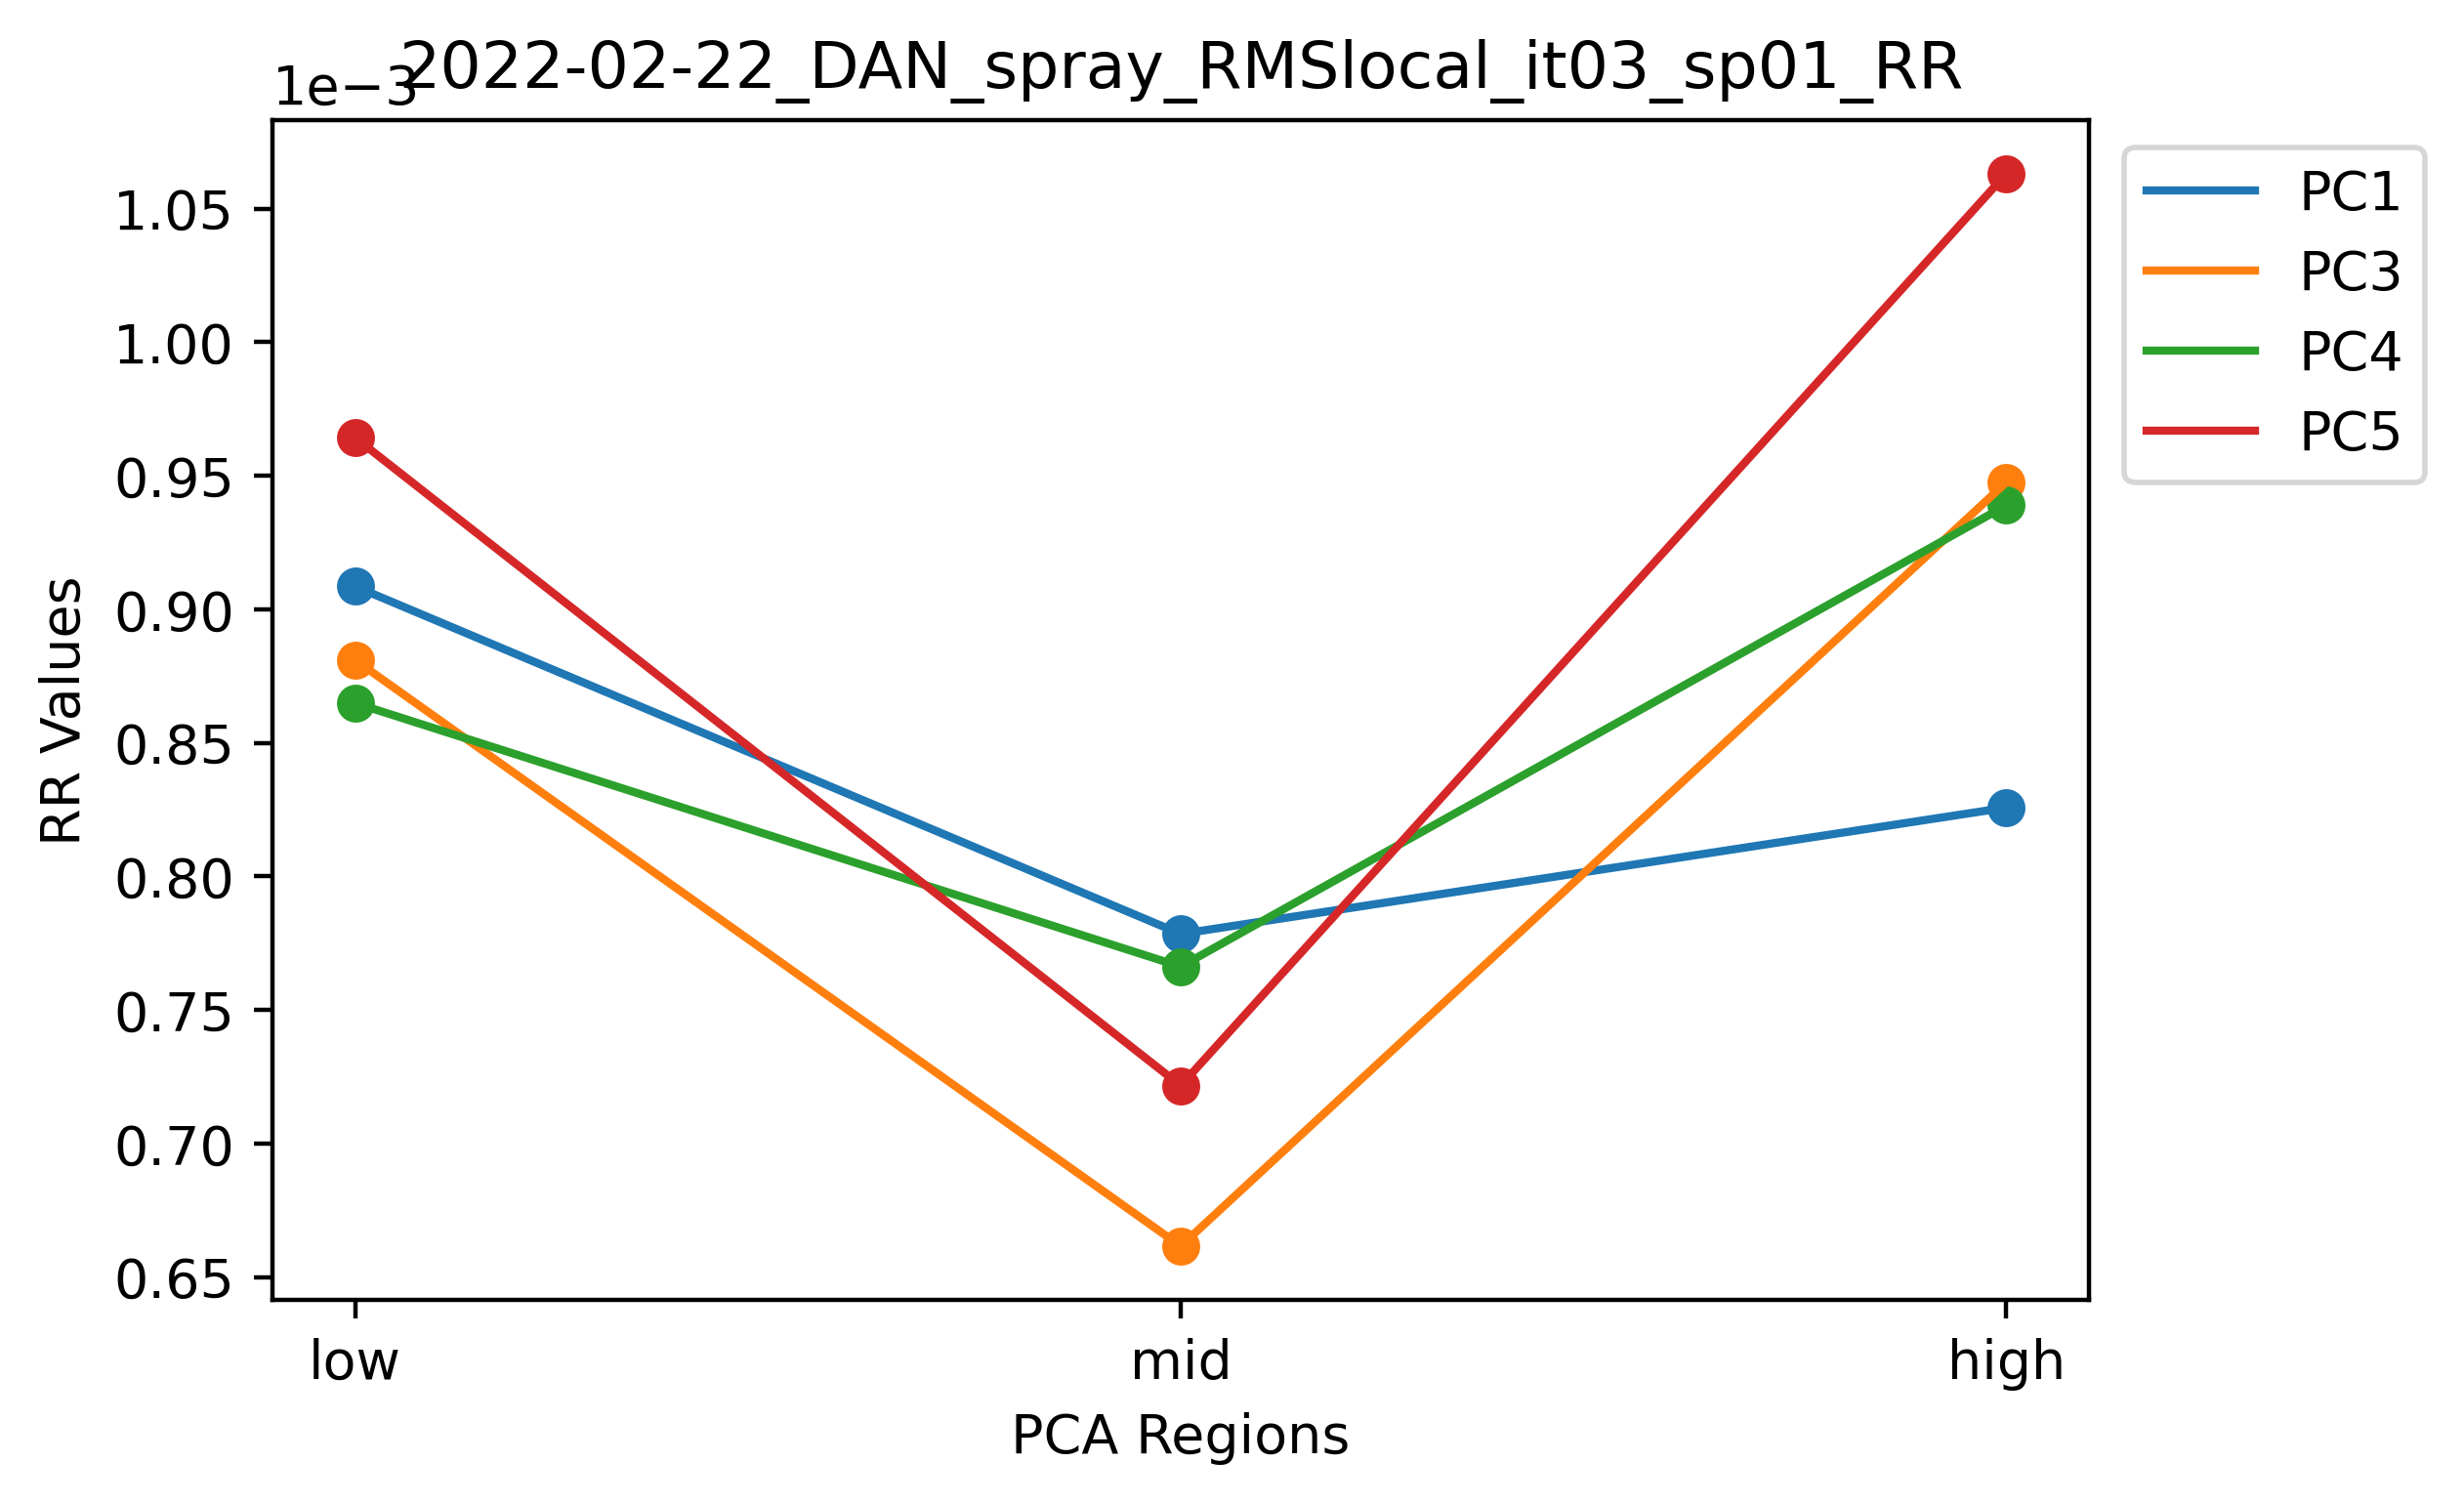 2022-02-22_DAN_spray_RMSlocal_it03_sp01_RR
1e−3
1.05
1.00
0.95
0.90
0.85
0.80
0.75
0.70
0.65
RR Values
low
mid
high
PCA Regions
PC1
PC3
PC4
PC5